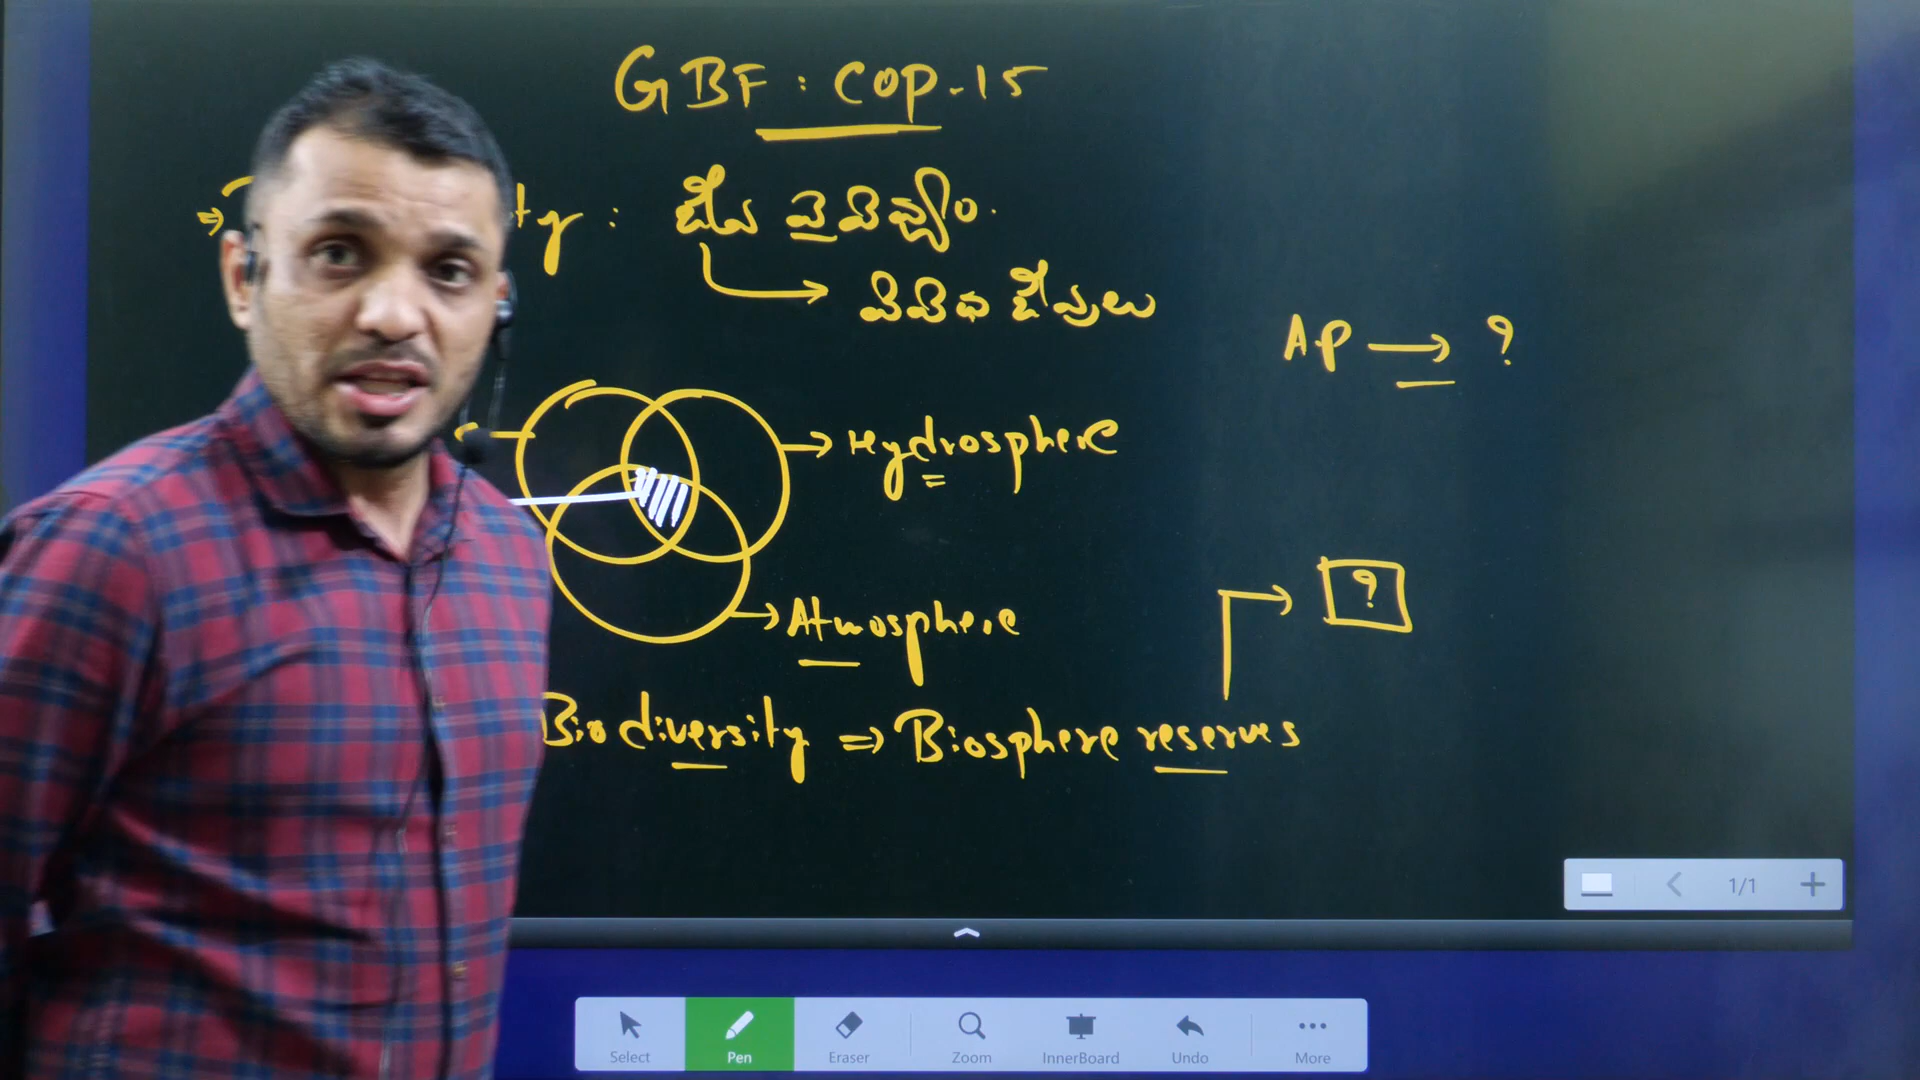 GBF : COP-15
⇒ ty : జీవ వైవిధ్యం.
→ వివిధ జీవులు
AP → ?
→ Hydrosphere
→ Atmosphere
?
Biodiversity ⇒ Biosphere reserves
1/1
Select Pen Eraser Zoom InnerBoard Undo More